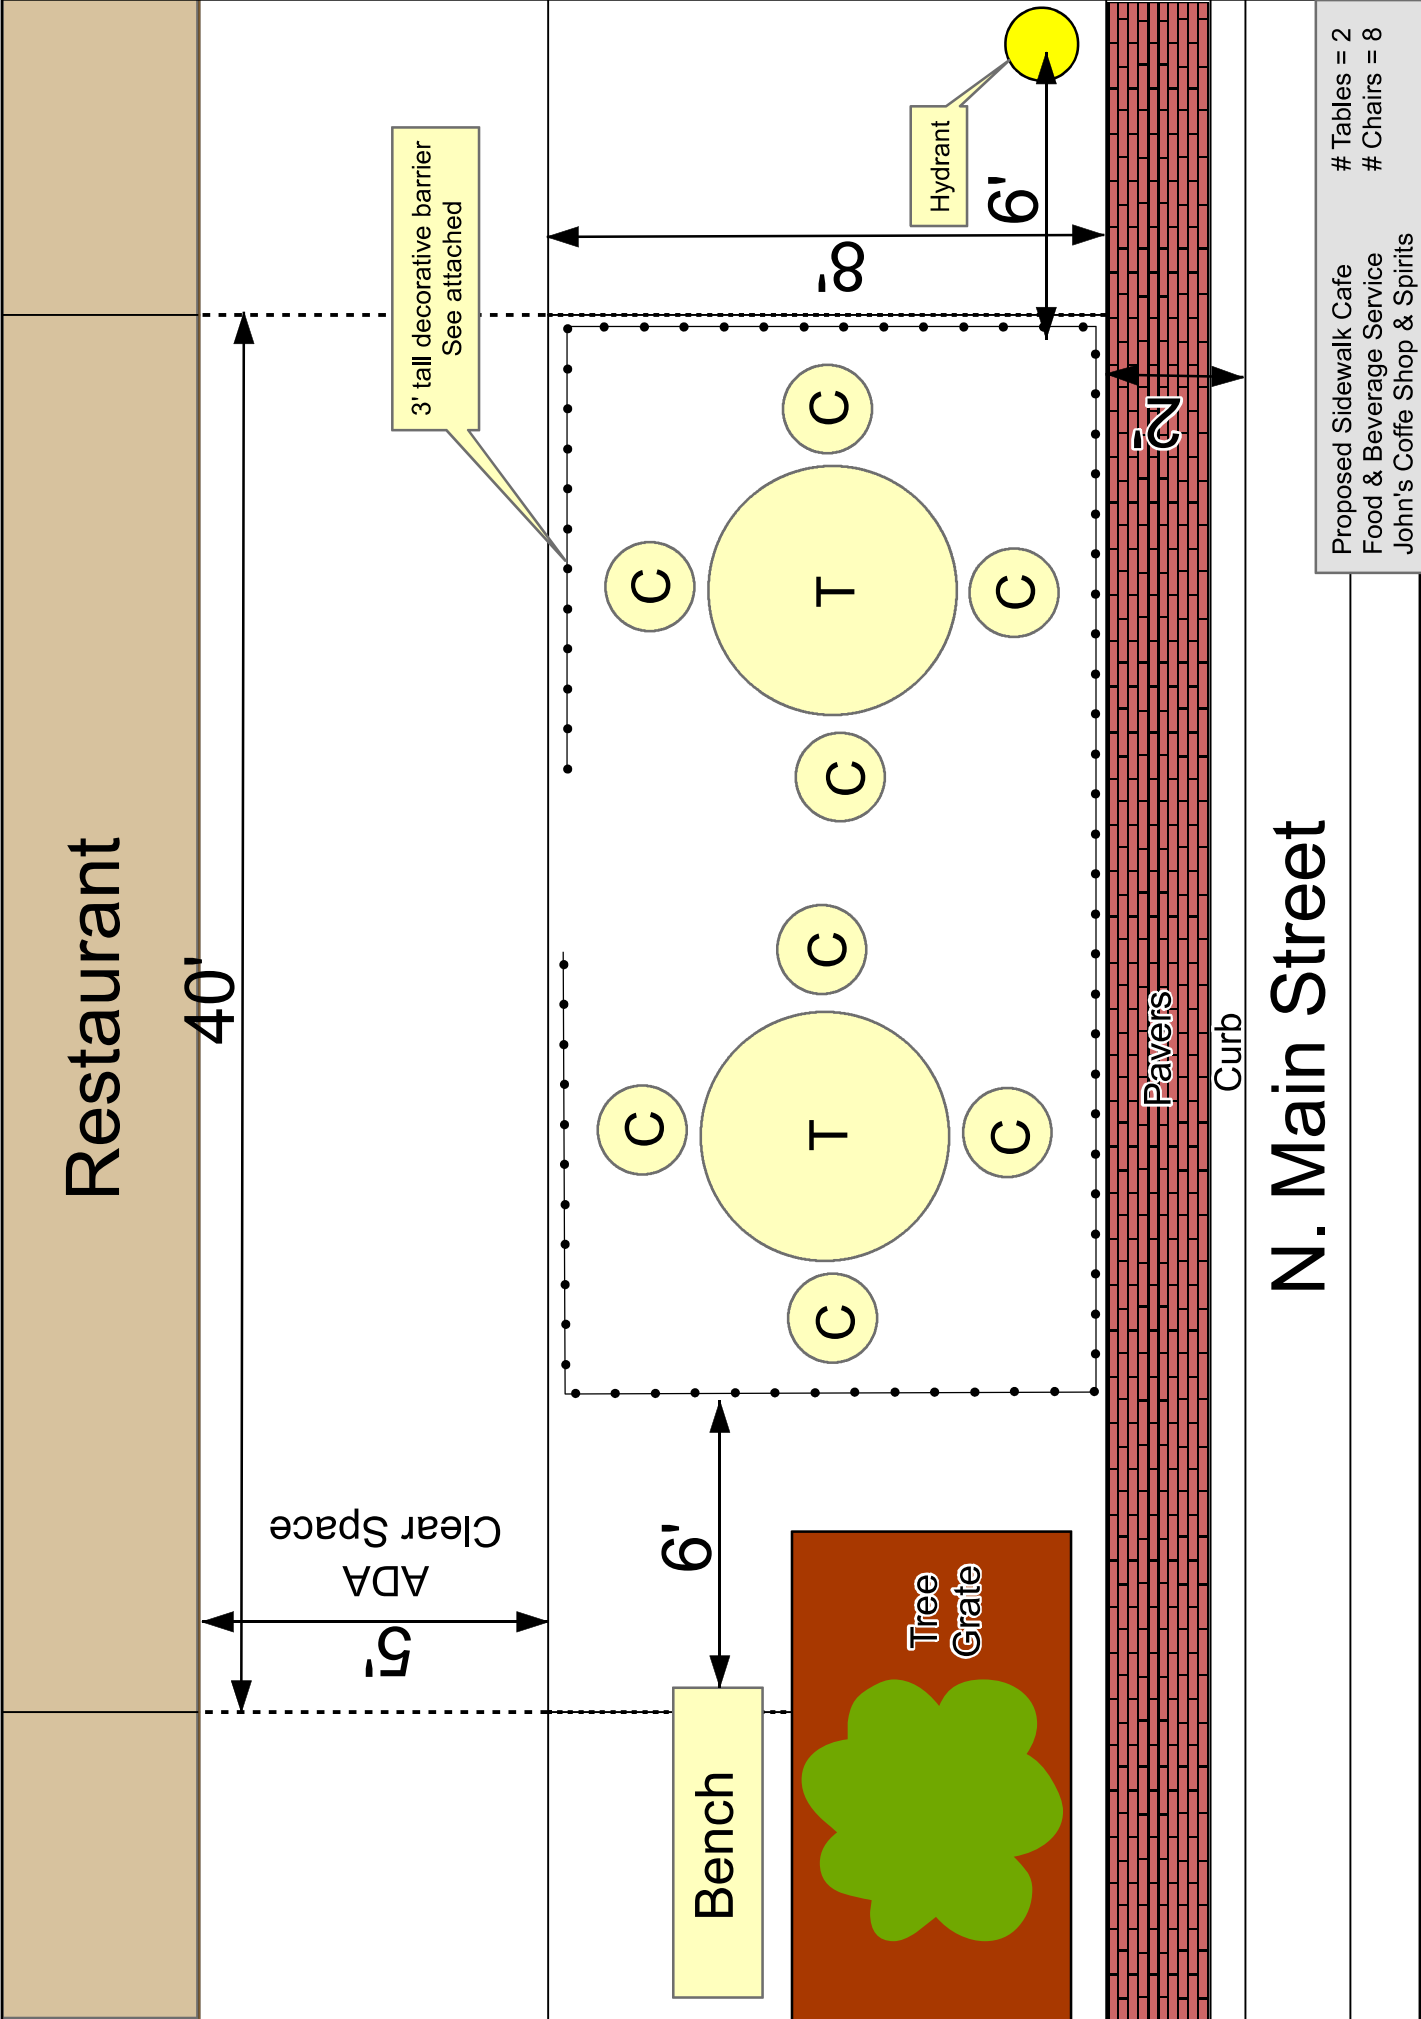 Restaurant
40'
3' tall decorative barrier
See attached
5'
ADA
Clear Space
8'
Hydrant
6'
6'
C
C
C
C
T
C
C
C
C
T
Bench
Tree
Grate
2'
Pavers
Curb
N. Main Street
Proposed Sidewalk Cafe
Food & Beverage Service
John's Coffe Shop & Spirits
# Tables = 2
# Chairs = 8